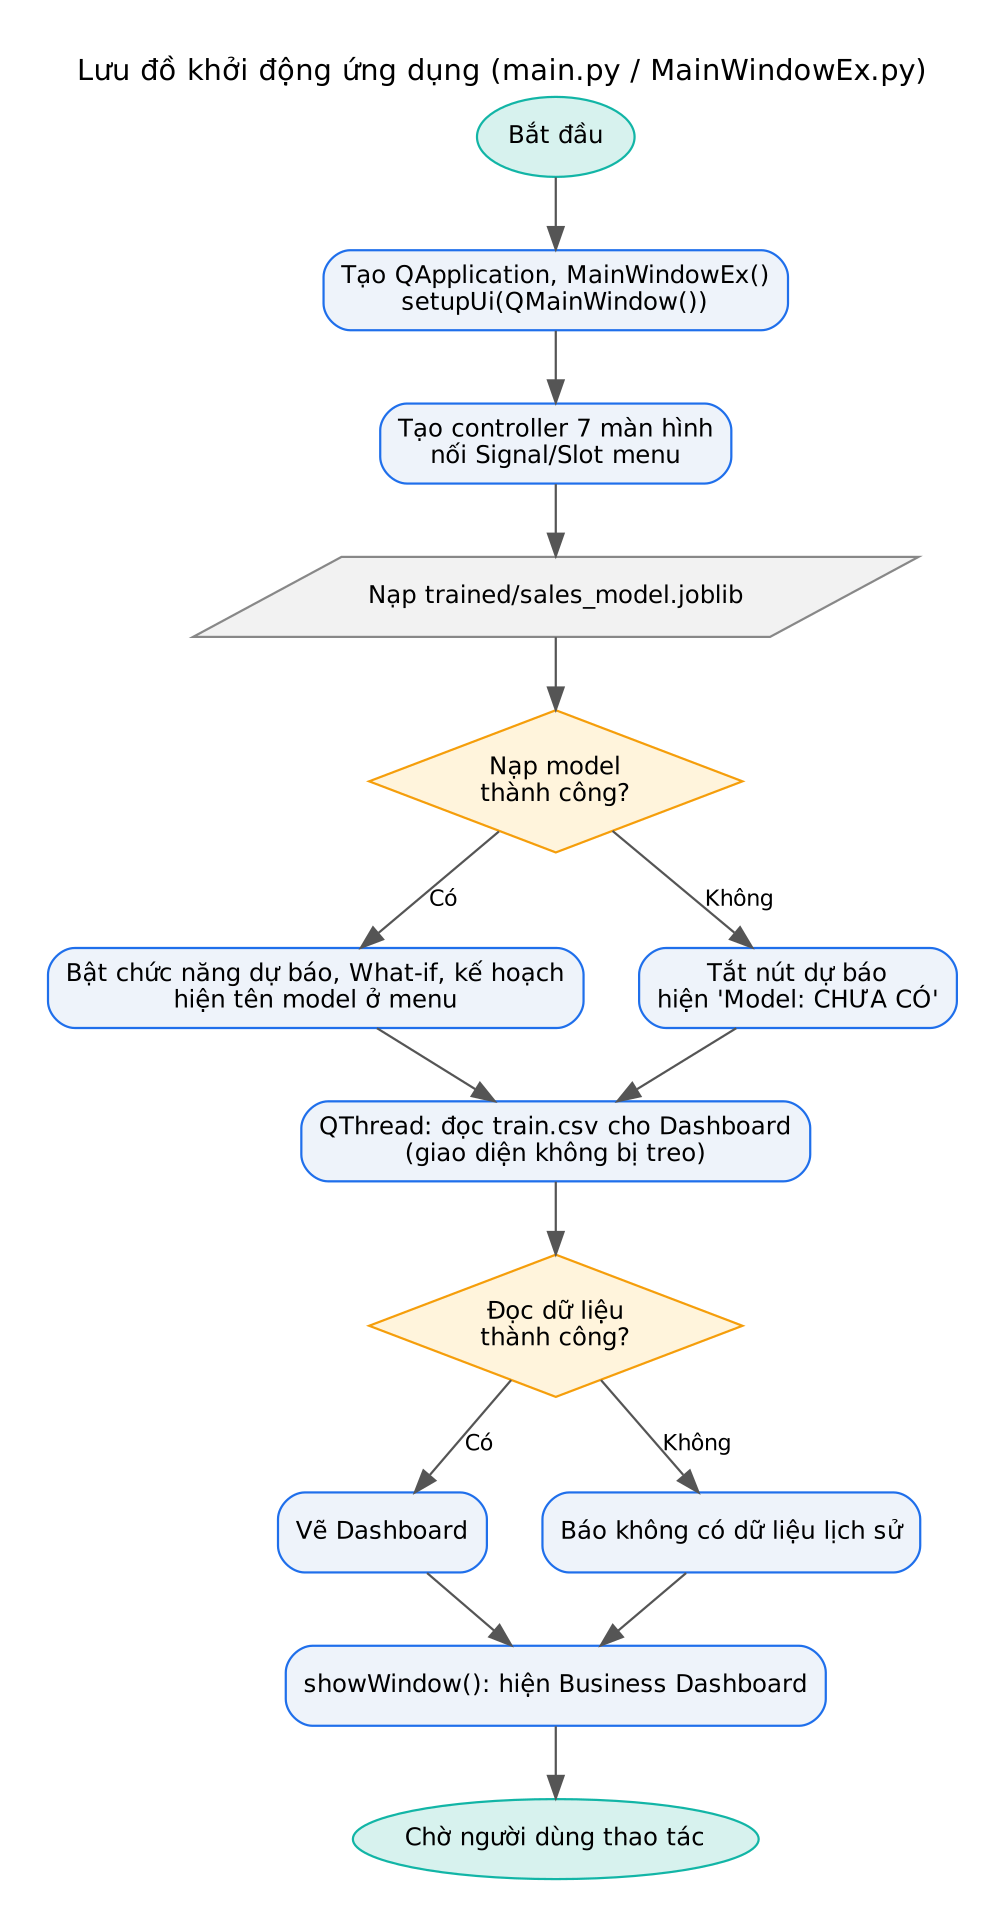 Lưu đồ khởi động ứng dụng (main.py / MainWindowEx.py)
Bắt đầu
Tạo QApplication, MainWindowEx()
setupUi(QMainWindow())
Tạo controller 7 màn hình
nối Signal/Slot menu
Nạp trained/sales_model.joblib
Nạp model
thành công?
Có
Không
Bật chức năng dự báo, What-if, kế hoạch
hiện tên model ở menu
Tắt nút dự báo
hiện 'Model: CHƯA CÓ'
QThread: đọc train.csv cho Dashboard
(giao diện không bị treo)
Đọc dữ liệu
thành công?
Có
Không
Vẽ Dashboard
Báo không có dữ liệu lịch sử
showWindow(): hiện Business Dashboard
Chờ người dùng thao tác